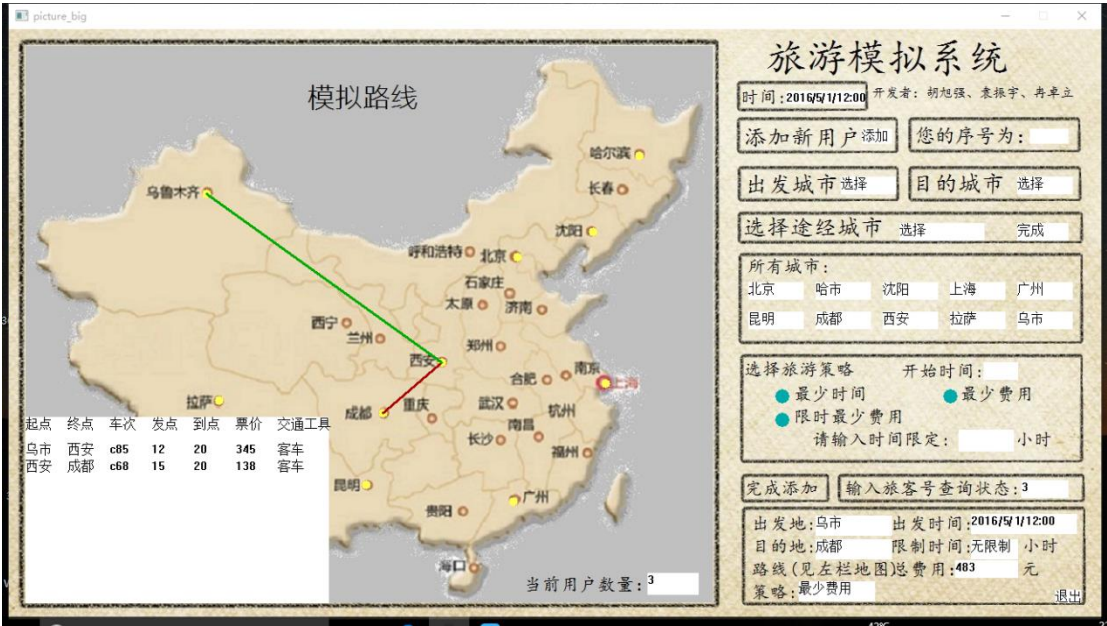 picture_big
模拟路线
哈尔滨
乌鲁木齐
长春
沈阳
呼和浩特
北京
石家庄
太原
济南
西宁
兰州
郑州
西安
南京
合肥
上海
拉萨
成都
重庆
武汉
杭州
南昌
长沙
福州
昆明
广州
贵阳
海口
起点 终点 车次 发点 到点 票价 交通工具
乌市 西安 c85 12 20 345 客车
西安 成都 c68 15 20 138 客车
当前用户数量:3
旅游模拟系统
时间:2016/5/1/12:00 开发者:胡旭强、袁振宇、冉卓立
添加新用户 添加 您的序号为:
出发城市 选择 目的城市 选择
选择途经城市 选择 完成
所有城市:
北京 哈市 沈阳 上海 广州
昆明 成都 西安 拉萨 乌市
选择旅游策略 开始时间:
最少时间 最少费用
限时最少费用
请输入时间限定: 小时
完成添加 输入旅客号查询状态:3
出发地:乌市 出发时间:2016/5/1/12:00
目的地:成都 限制时间:无限制 小时
路线(见左栏地图)总费用:483 元
策略:最少费用
退出